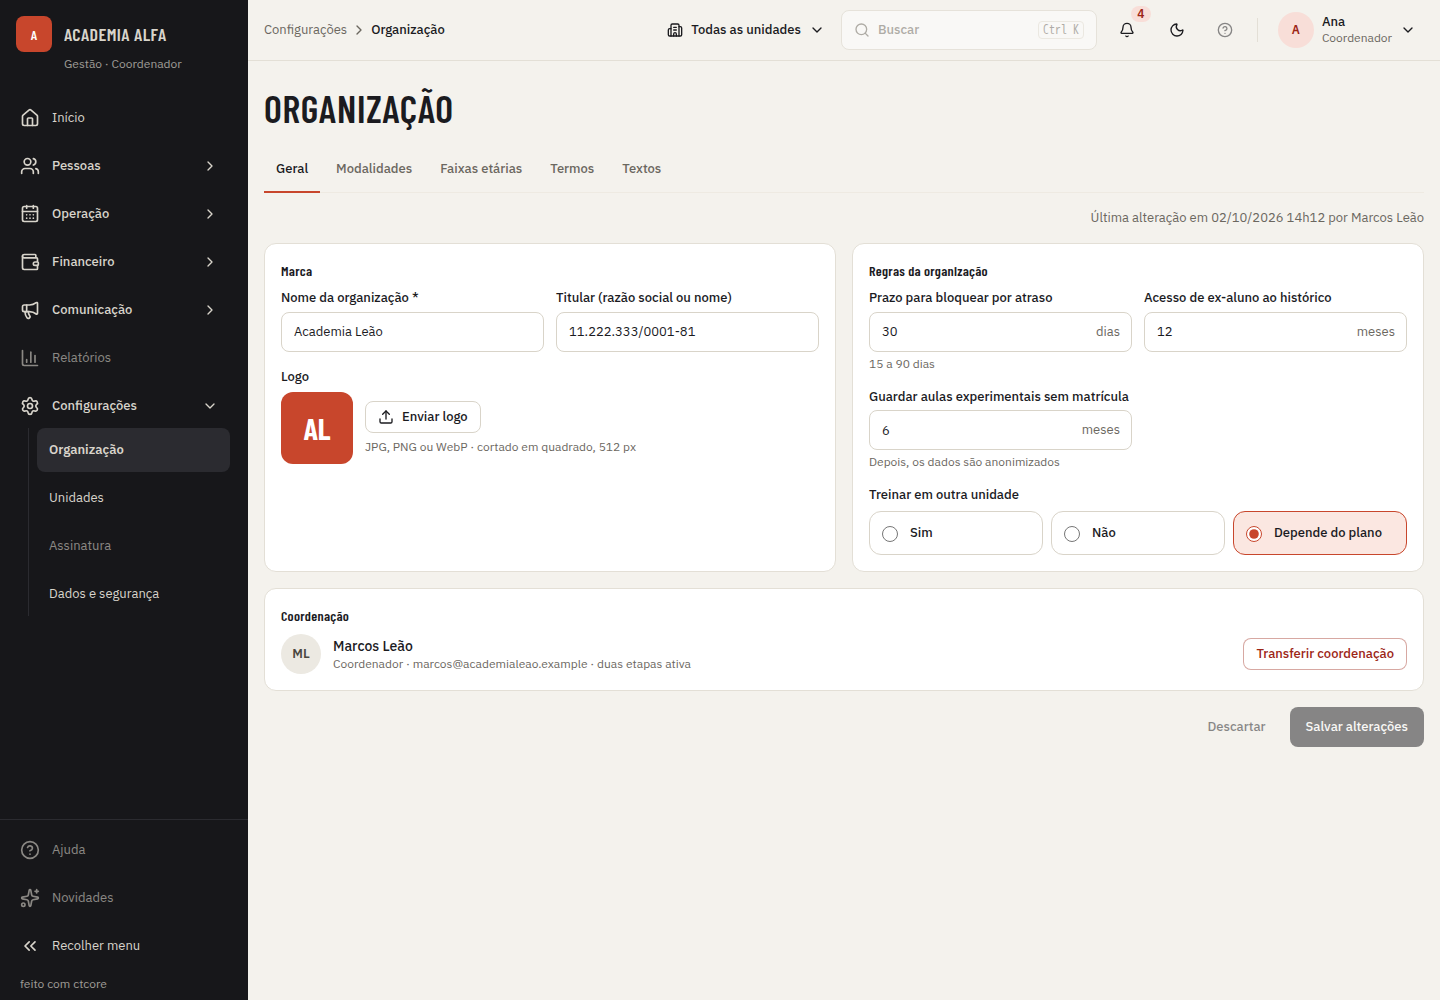 A
ACADEMIA ALFA
Gestão · Coordenador
Início
Pessoas
Operação
Financeiro
Comunicação
Relatórios
Configurações
Organização
Unidades
Assinatura
Dados e segurança
Ajuda
Novidades
Recolher menu
feito com ctcore
Configurações
Organização
Todas as unidades
Buscar
Ctrl K
4
A
Ana
Coordenador
ORGANIZAÇÃO
Geral
Modalidades
Faixas etárias
Termos
Textos
Última alteração em 02/10/2026 14h12 por Marcos Leão
Marca
Nome da organização *
Titular (razão social ou nome)
Academia Leão
11.222.333/0001-81
Logo
AL
Enviar logo
JPG, PNG ou WebP · cortado em quadrado, 512 px
Regras da organização
Prazo para bloquear por atraso
Acesso de ex-aluno ao histórico
30 dias
12 meses
15 a 90 dias
Guardar aulas experimentais sem matrícula
6 meses
Depois, os dados são anonimizados
Treinar em outra unidade
Sim
Não
Depende do plano
Coordenação
ML
Marcos Leão
Coordenador · marcos@academialeao.example · duas etapas ativa
Transferir coordenação
Descartar
Salvar alterações